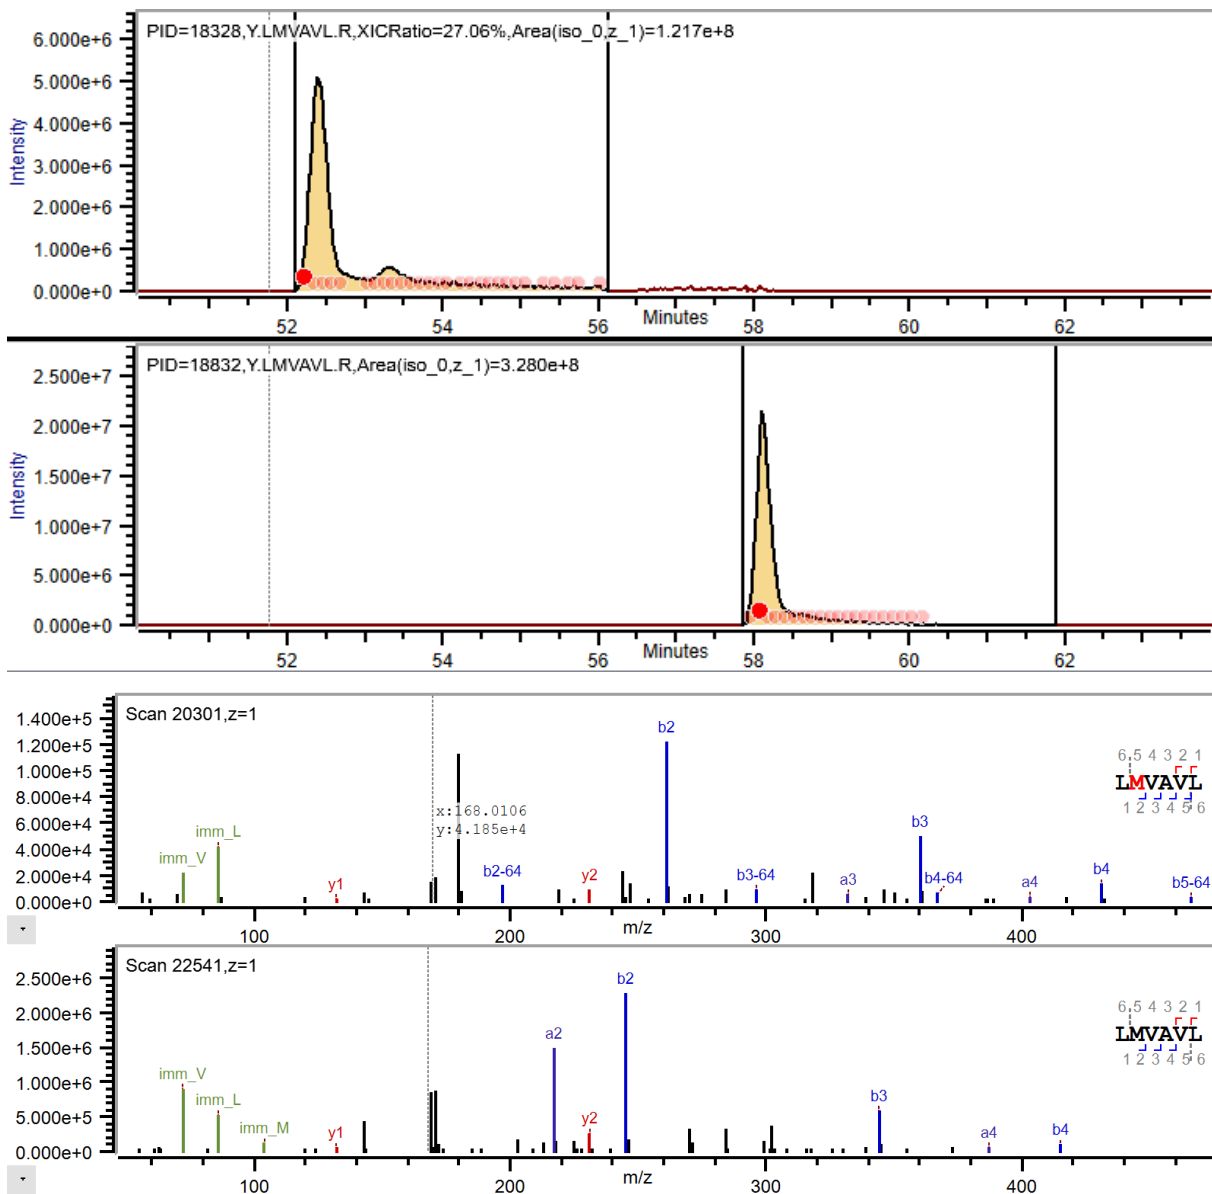 PID=18328,Y.LMVAVL.R,XICRatio=27.06%,Area(iso_0,z_1)=1.217e+8
Intensity
6.000e+6
5.000e+6
4.000e+6
3.000e+6
2.000e+6
1.000e+6
0.000e+0
52 54 56 58 60 62
Minutes
PID=18832,Y.LMVAVL.R,Area(iso_0,z_1)=3.280e+8
Intensity
2.500e+7
2.000e+7
1.500e+7
1.000e+7
5.000e+6
0.000e+0
52 54 56 58 60 62
Minutes
Scan 20301,z=1
1.400e+5
1.200e+5
1.000e+5
8.000e+4
6.000e+4
4.000e+4
2.000e+4
0.000e+0
imm_V
imm_L
y1
x:168.0106
y:4.185e+4
b2-64
y2
b2
b3-64
a3
b3
b4-64
a4
b4
b5-64
6 5 4 3 2 1
LMVAVL
1 2 3 4 5 6
100 200 300 400
m/z
Scan 22541,z=1
2.500e+6
2.000e+6
1.500e+6
1.000e+6
5.000e+5
0.000e+0
imm_V
imm_L
imm_M
y1
a2
y2
b2
b3
a4
b4
6 5 4 3 2 1
LMVAVL
1 2 3 4 5 6
100 200 300 400
m/z